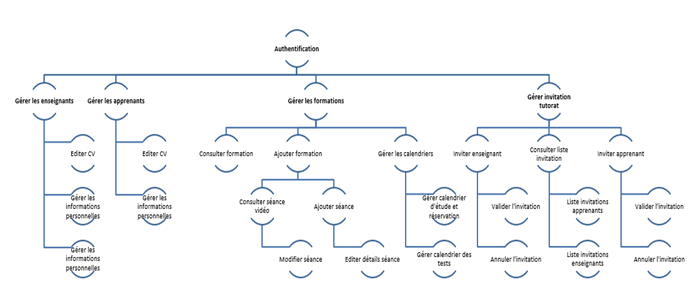 Authentification
Gérer les enseignants
Gérer les apprenants
Gérer les formations
Gérer invitation
tutorat
Editer CV
Editer CV
Consulter formation
Ajouter formation
Gérer les calendriers
Inviter enseignant
Consulter liste
invitation
Inviter apprenant
Gérer les
informations
personnelles
Gérer les
informations
personnelles
Consulter séance
vidéo
Ajouter séance
Gérer calendrier
d'étude et
réservation
Valider l'invitation
Liste invitations
apprenants
Valider l'invitation
Gérer les
informations
personnelles
Modifier séance
Editer détails séance
Gérer calendrier des
tests
Annuler l'invitation
Liste invitations
enseignants
Annuler l'invitation